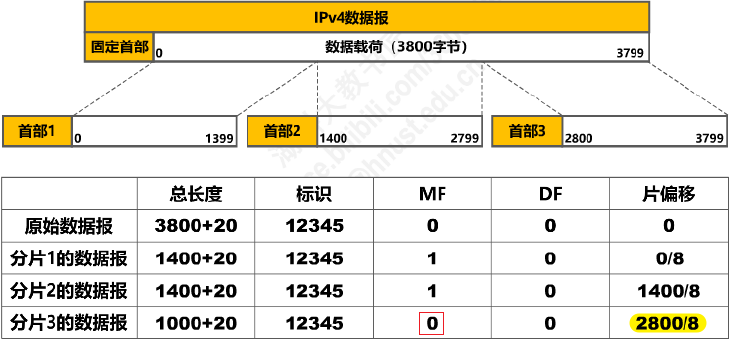 IPv4数据报
固定首部 0 数据载荷（3800字节） 3799
首部1 0 1399 首部2 1400 2799 首部3 2800 3799
总长度 标识 MF DF 片偏移
原始数据报 3800+20 12345 0 0 0
分片1的数据报 1400+20 12345 1 0 0/8
分片2的数据报 1400+20 12345 1 0 1400/8
分片3的数据报 1000+20 12345 0 0 2800/8